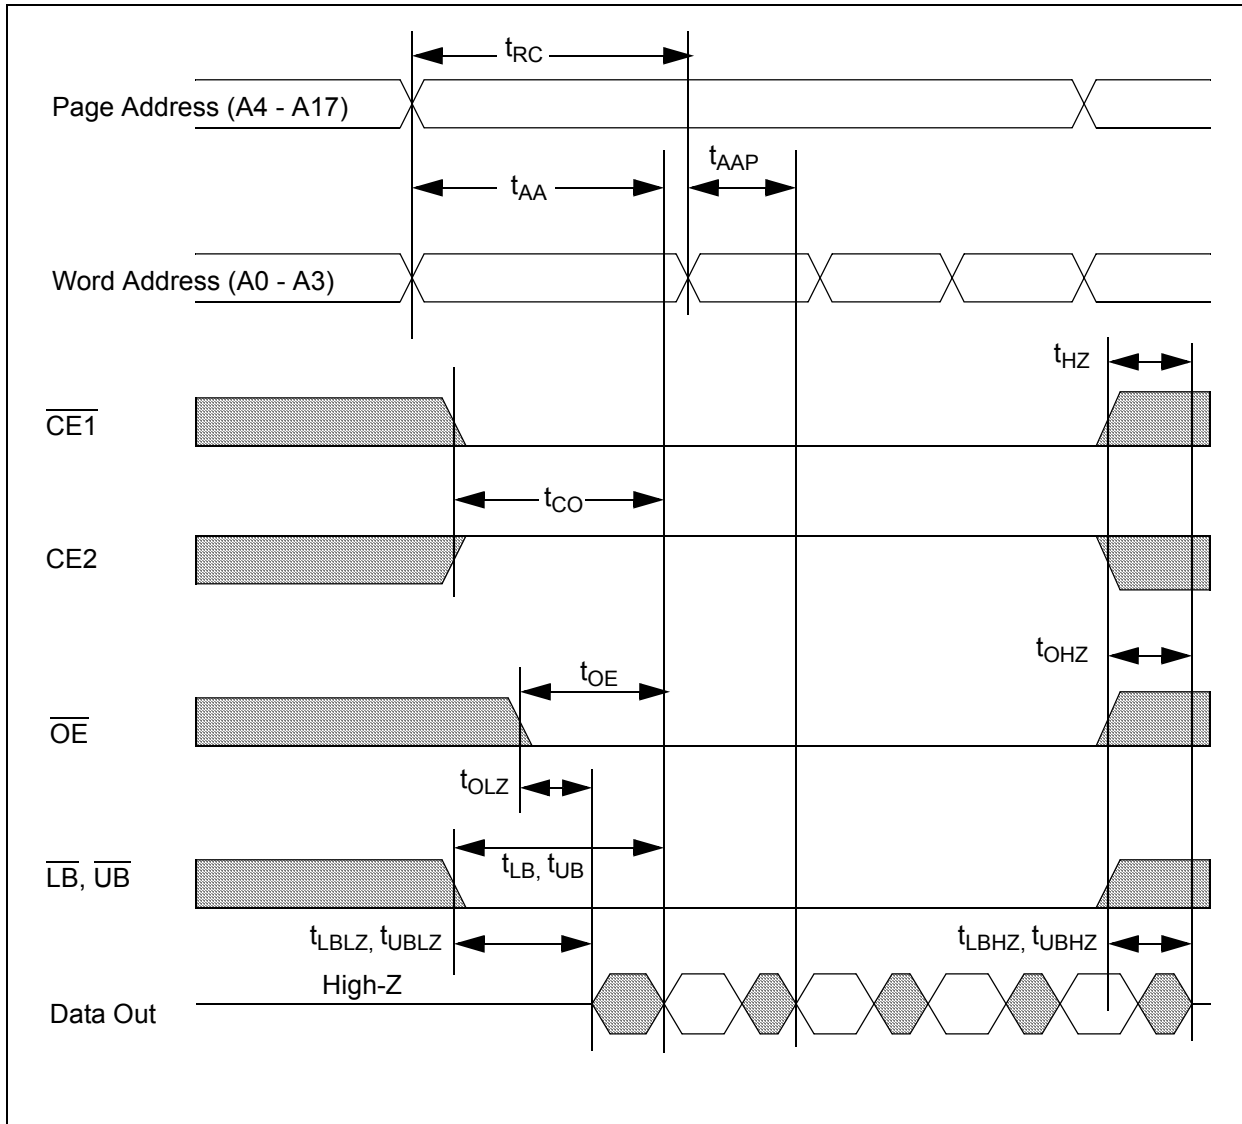 tRC
Page Address (A4 - A17)
tAAP
tAA
Word Address (A0 - A3)
tHZ
CE1
tCO
CE2
tOHZ
tOE
OE
tOLZ
LB, UB
tLB, tUB
tLBLZ, tUBLZ
tLBHZ, tUBHZ
High-Z
Data Out